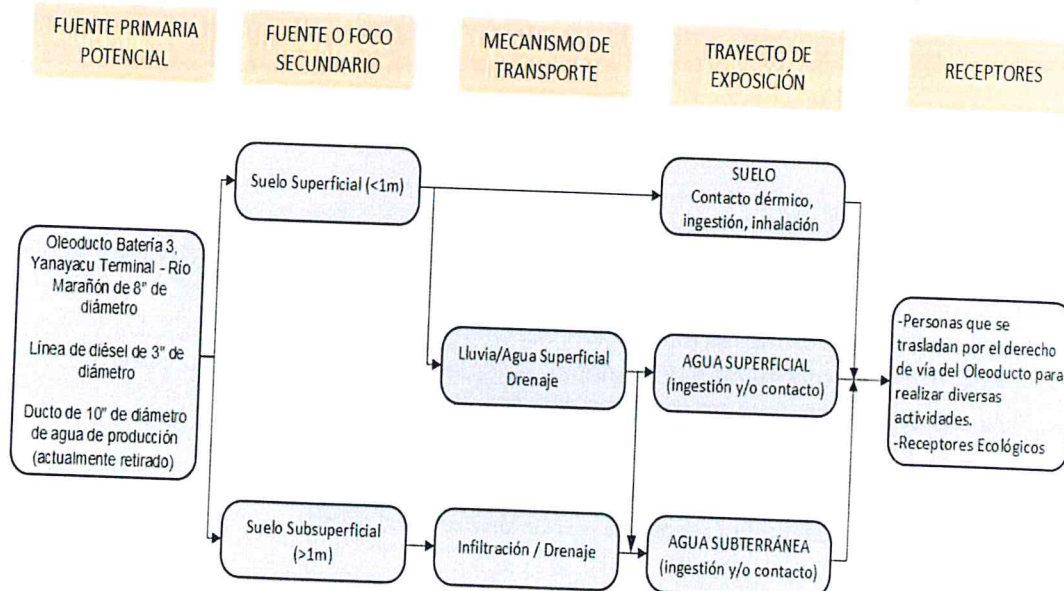 FUENTE PRIMARIA
POTENCIAL
FUENTE O FOCO
SECUNDARIO
MECANISMO DE
TRANSPORTE
TRAYECTO DE
EXPOSICIÓN
RECEPTORES
Oleoducto Batería 3,
Yanayacu Terminal - Río
Marañón de 8" de
diámetro
Línea de diésel de 3" de
diámetro
Ducto de 10" de diámetro
de agua de producción
(actualmente retirado)
Suelo Superficial (<1m)
Suelo Subsuperficial
(>1m)
Lluvia/Agua Superficial
Drenaje
Infiltración / Drenaje
SUELO
Contacto dérmico,
ingestión, inhalación
AGUA SUPERFICIAL
(ingestión y/o contacto)
AGUA SUBTERRÁNEA
(ingestión y/o contacto)
-Personas que se
trasladan por el derecho
de vía del Oleoducto para
realizar diversas
actividades.
-Receptores Ecológicos